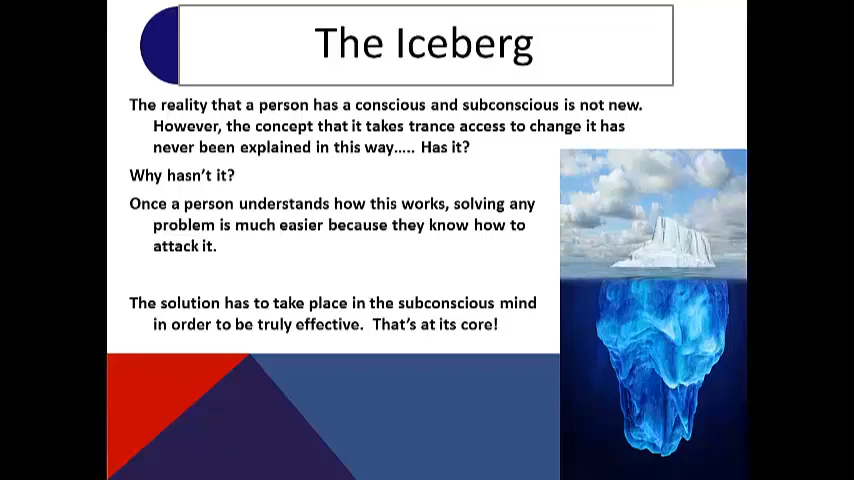 The Iceberg
The reality that a person has a conscious and subconscious is not new.
However, the concept that it takes trance access to change it has
never been explained in this way..... Has it?
Why hasn't it?
Once a person understands how this works, solving any
problem is much easier because they know how to
attack it.
The solution has to take place in the subconscious mind
in order to be truly effective.  That's at its core!